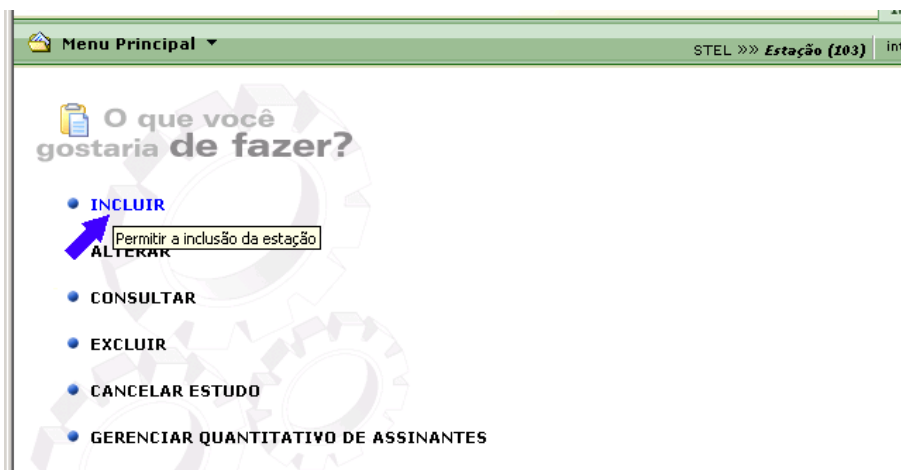 Menu Principal
STEL »» Estação (103)
O que você
gostaria de fazer?
INCLUIR
Permitir a inclusão da estação
ALTERAR
CONSULTAR
EXCLUIR
CANCELAR ESTUDO
GERENCIAR QUANTITATIVO DE ASSINANTES